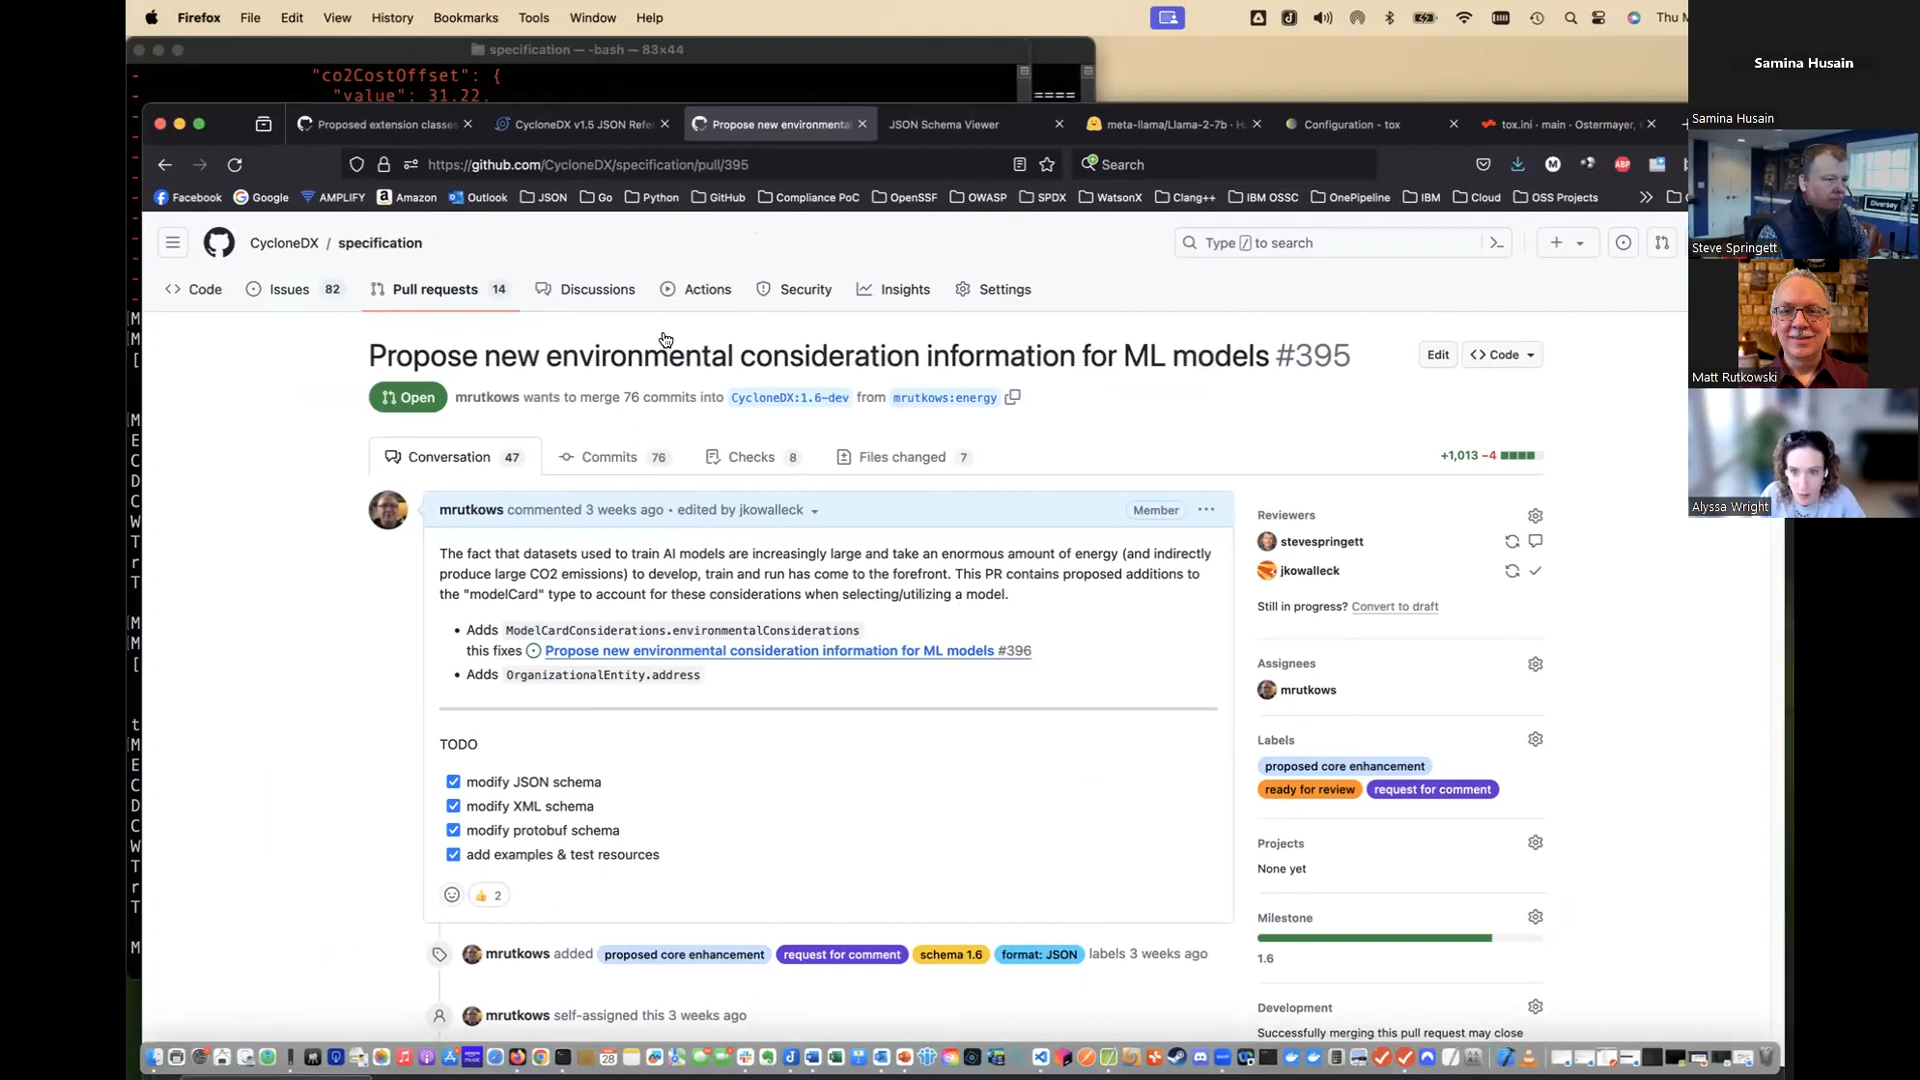 Firefox File Edit View History Bookmarks Tools Window Help
Thu M
specification — -bash — 83×44
"co2CostOffset": {
"value": 31.22,
====
Proposed extension classes
CycloneDX v1.5 JSON Refe
Propose new environmental
JSON Schema Viewer
meta-llama/Llama-2-7b · H
Configuration - tox
tox.ini · main · Ostermayer,
https://github.com/CycloneDX/specification/pull/395
Search
Facebook Google AMPLIFY Amazon Outlook JSON Go Python GitHub Compliance PoC OpenSSF OWASP SPDX WatsonX Clang++ IBM OSSC OnePipeline IBM Cloud OSS Projects
CycloneDX / specification
Type / to search
Code Issues 82 Pull requests 14 Discussions Actions Security Insights Settings
Propose new environmental consideration information for ML models #395
Edit
Code
Open
mrutkows wants to merge 76 commits into CycloneDX:1.6-dev from mrutkows:energy
Conversation 47 Commits 76 Checks 8 Files changed 7
+1,013 −4
mrutkows commented 3 weeks ago • edited by jkowalleck
Member
The fact that datasets used to train AI models are increasingly large and take an enormous amount of energy (and indirectly
produce large CO2 emissions) to develop, train and run has come to the forefront. This PR contains proposed additions to
the "modelCard" type to account for these considerations when selecting/utilizing a model.
• Adds ModelCardConsiderations.environmentalConsiderations
this fixes Propose new environmental consideration information for ML models #396
• Adds OrganizationalEntity.address
TODO
modify JSON schema
modify XML schema
modify protobuf schema
add examples & test resources
2
mrutkows added proposed core enhancement request for comment schema 1.6 format: JSON labels 3 weeks ago
mrutkows self-assigned this 3 weeks ago
Reviewers
stevespringett
jkowalleck
Still in progress? Convert to draft
Assignees
mrutkows
Labels
proposed core enhancement
ready for review request for comment
Projects
None yet
Milestone
1.6
Development
Successfully merging this pull request may close
Samina Husain
Samina Husain
Steve Springett
Matt Rutkowski
Alyssa Wright